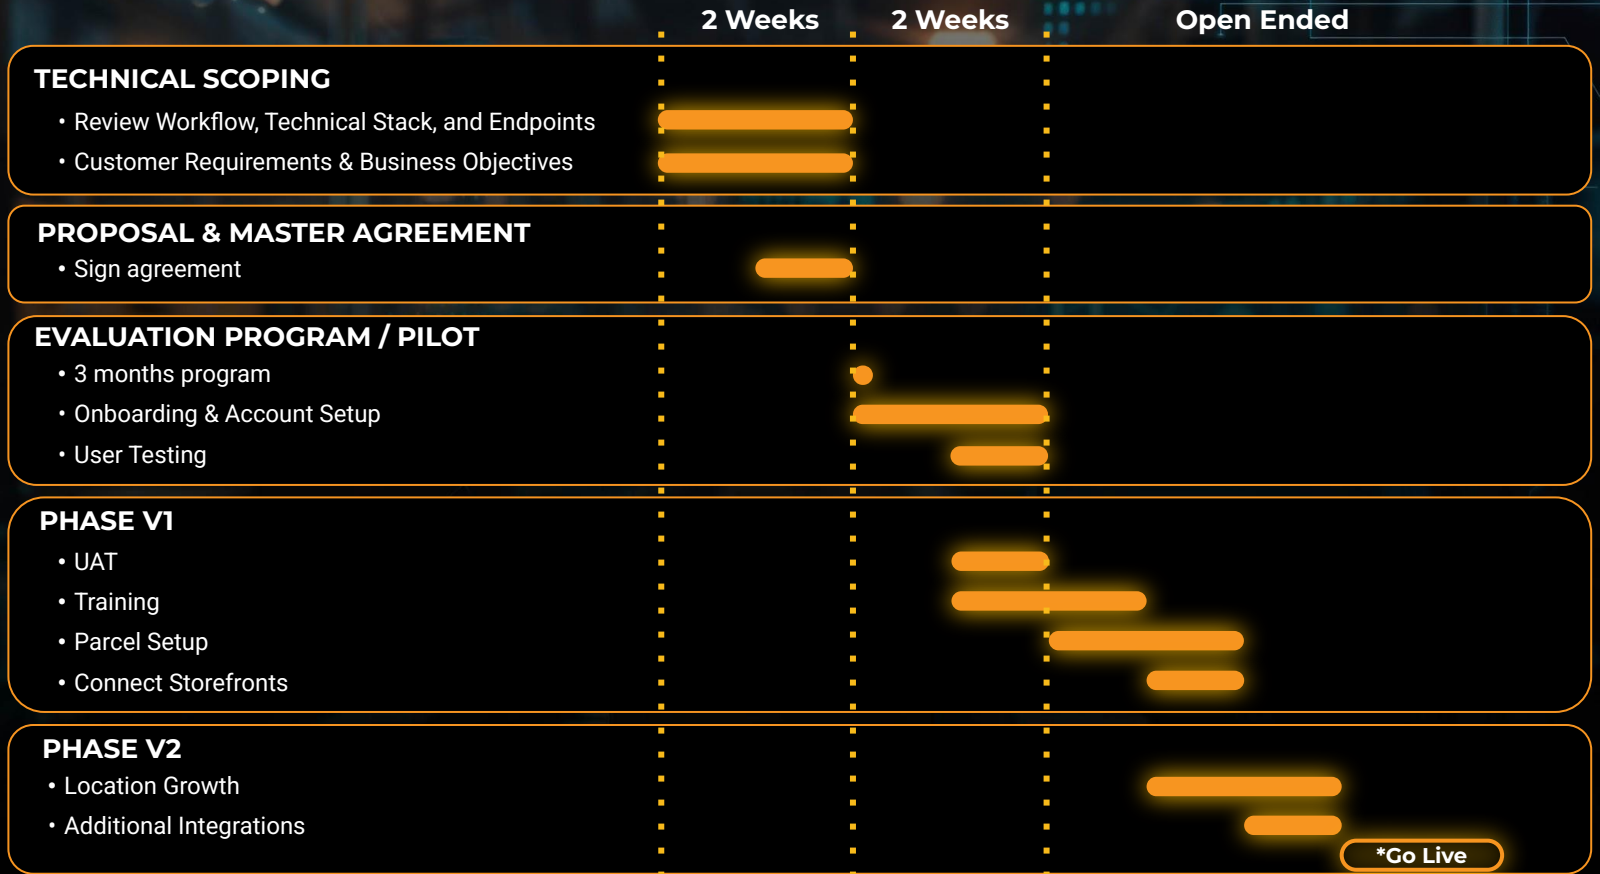 2 Weeks 2 Weeks Open Ended
TECHNICAL SCOPING
• Review Workflow, Technical Stack, and Endpoints
• Customer Requirements & Business Objectives
PROPOSAL & MASTER AGREEMENT
• Sign agreement
EVALUATION PROGRAM / PILOT
• 3 months program
• Onboarding & Account Setup
• User Testing
PHASE V1
• UAT
• Training
• Parcel Setup
• Connect Storefronts
PHASE V2
• Location Growth
• Additional Integrations
*Go Live